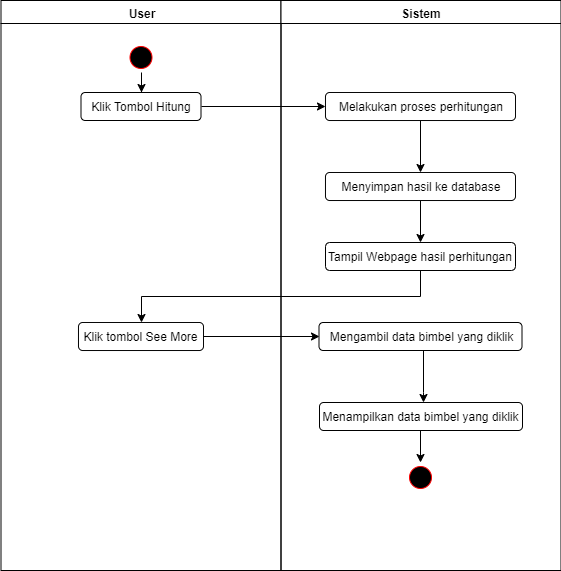 User
Sistem
Klik Tombol Hitung
Melakukan proses perhitungan
Menyimpan hasil ke database
Tampil Webpage hasil perhitungan
Klik tombol See More
Mengambil data bimbel yang diklik
Menampilkan data bimbel yang diklik